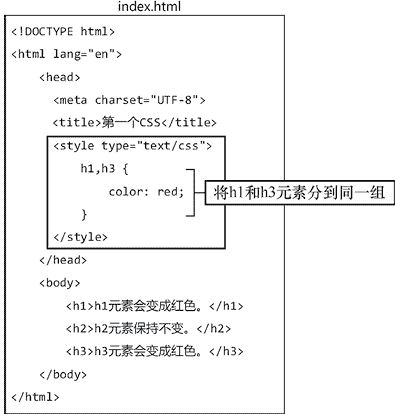 index.html
<!DOCTYPE html>
<html lang="en">
<head>
<meta charset="UTF-8">
<title>第一个CSS</title>
<style type="text/css">
h1,h3 {
color: red;
}
将h1和h3元素分到同一组
</style>
</head>
<body>
<h1>h1元素会变成红色。</h1>
<h2>h2元素保持不变。</h2>
<h3>h3元素会变成红色。</h3>
</body>
</html>